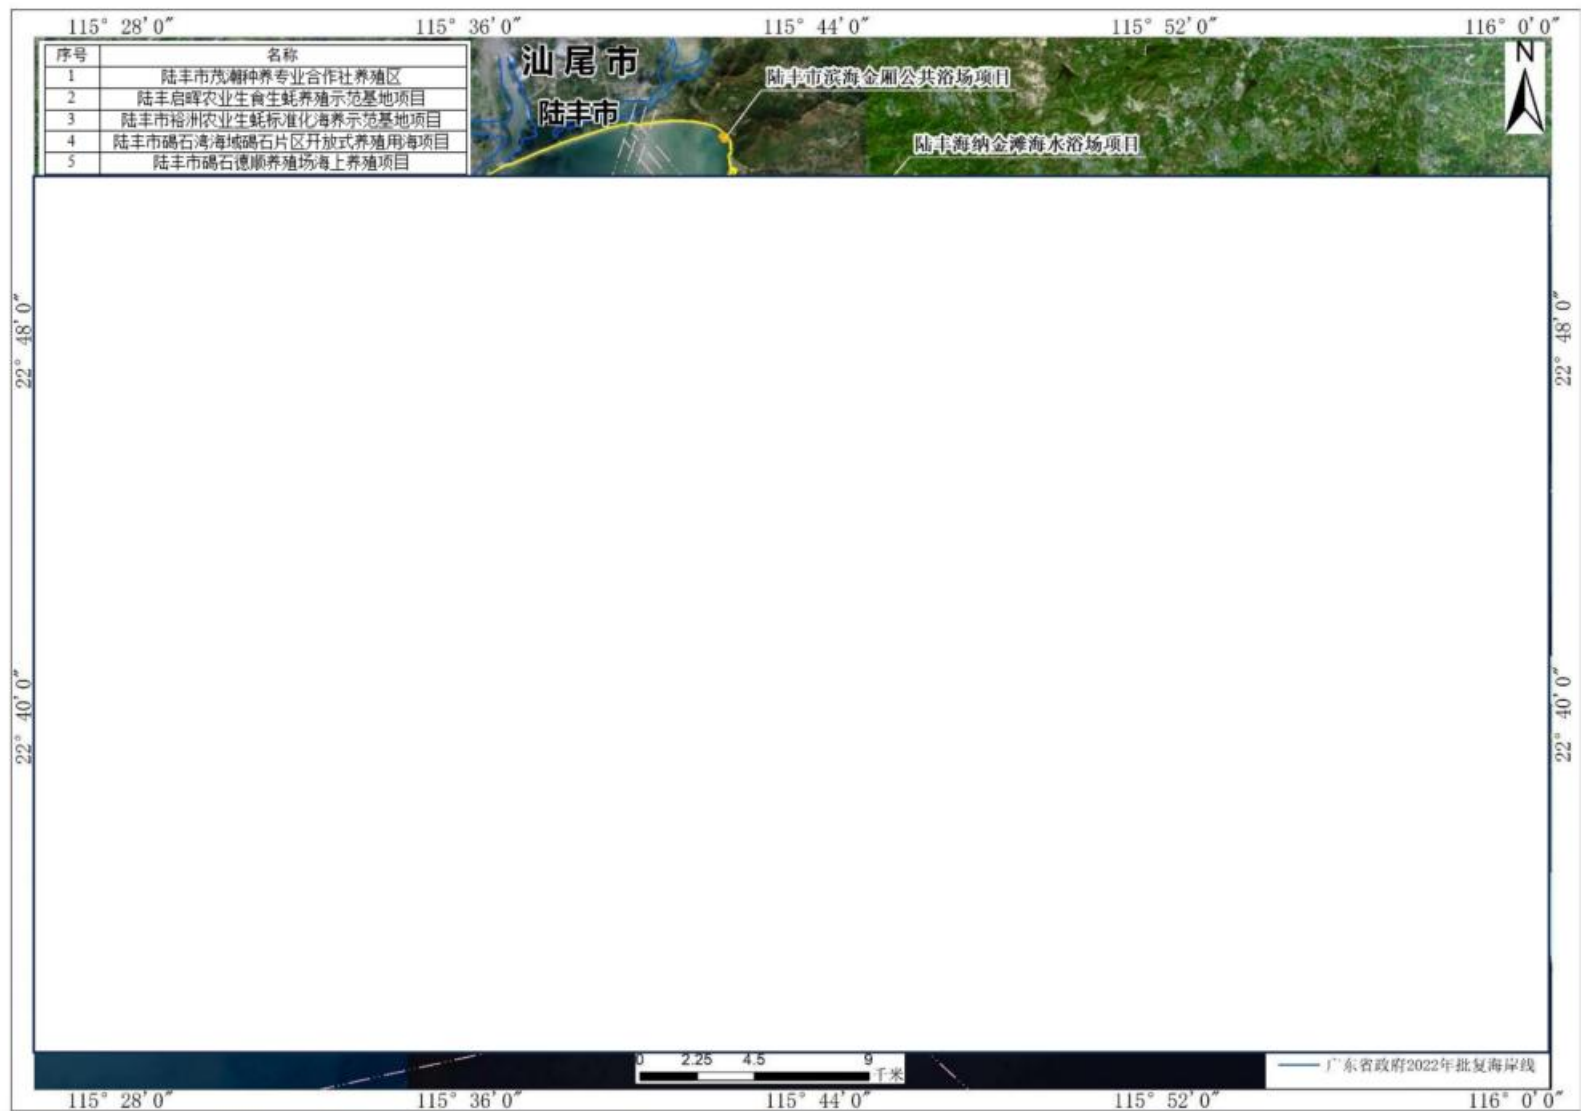 115° 28′0″ 115° 36′0″ 115° 44′0″ 115° 52′0″ 116° 0′0″
N
序号 名称
1 陆丰市茂潮种养专业合作社养殖区
2 陆丰启晖农业生食生蚝养殖示范基地项目
3 陆丰市裕洲农业生蚝标准化海养示范基地项目
4 陆丰市碣石湾海域碣石片区开放式养殖用海项目
5 陆丰市碣石德顺养殖场海上养殖项目
汕尾市
陆丰市
陆丰市滨海金厢公共浴场项目
陆丰海纳金滩海水浴场项目
22° 48′0″
22° 48′0″
22° 40′0″
22° 40′0″
0 2.25 4.5 9
千米
广东省政府2022年批复海岸线
115° 28′0″ 115° 36′0″ 115° 44′0″ 115° 52′0″ 116° 0′0″